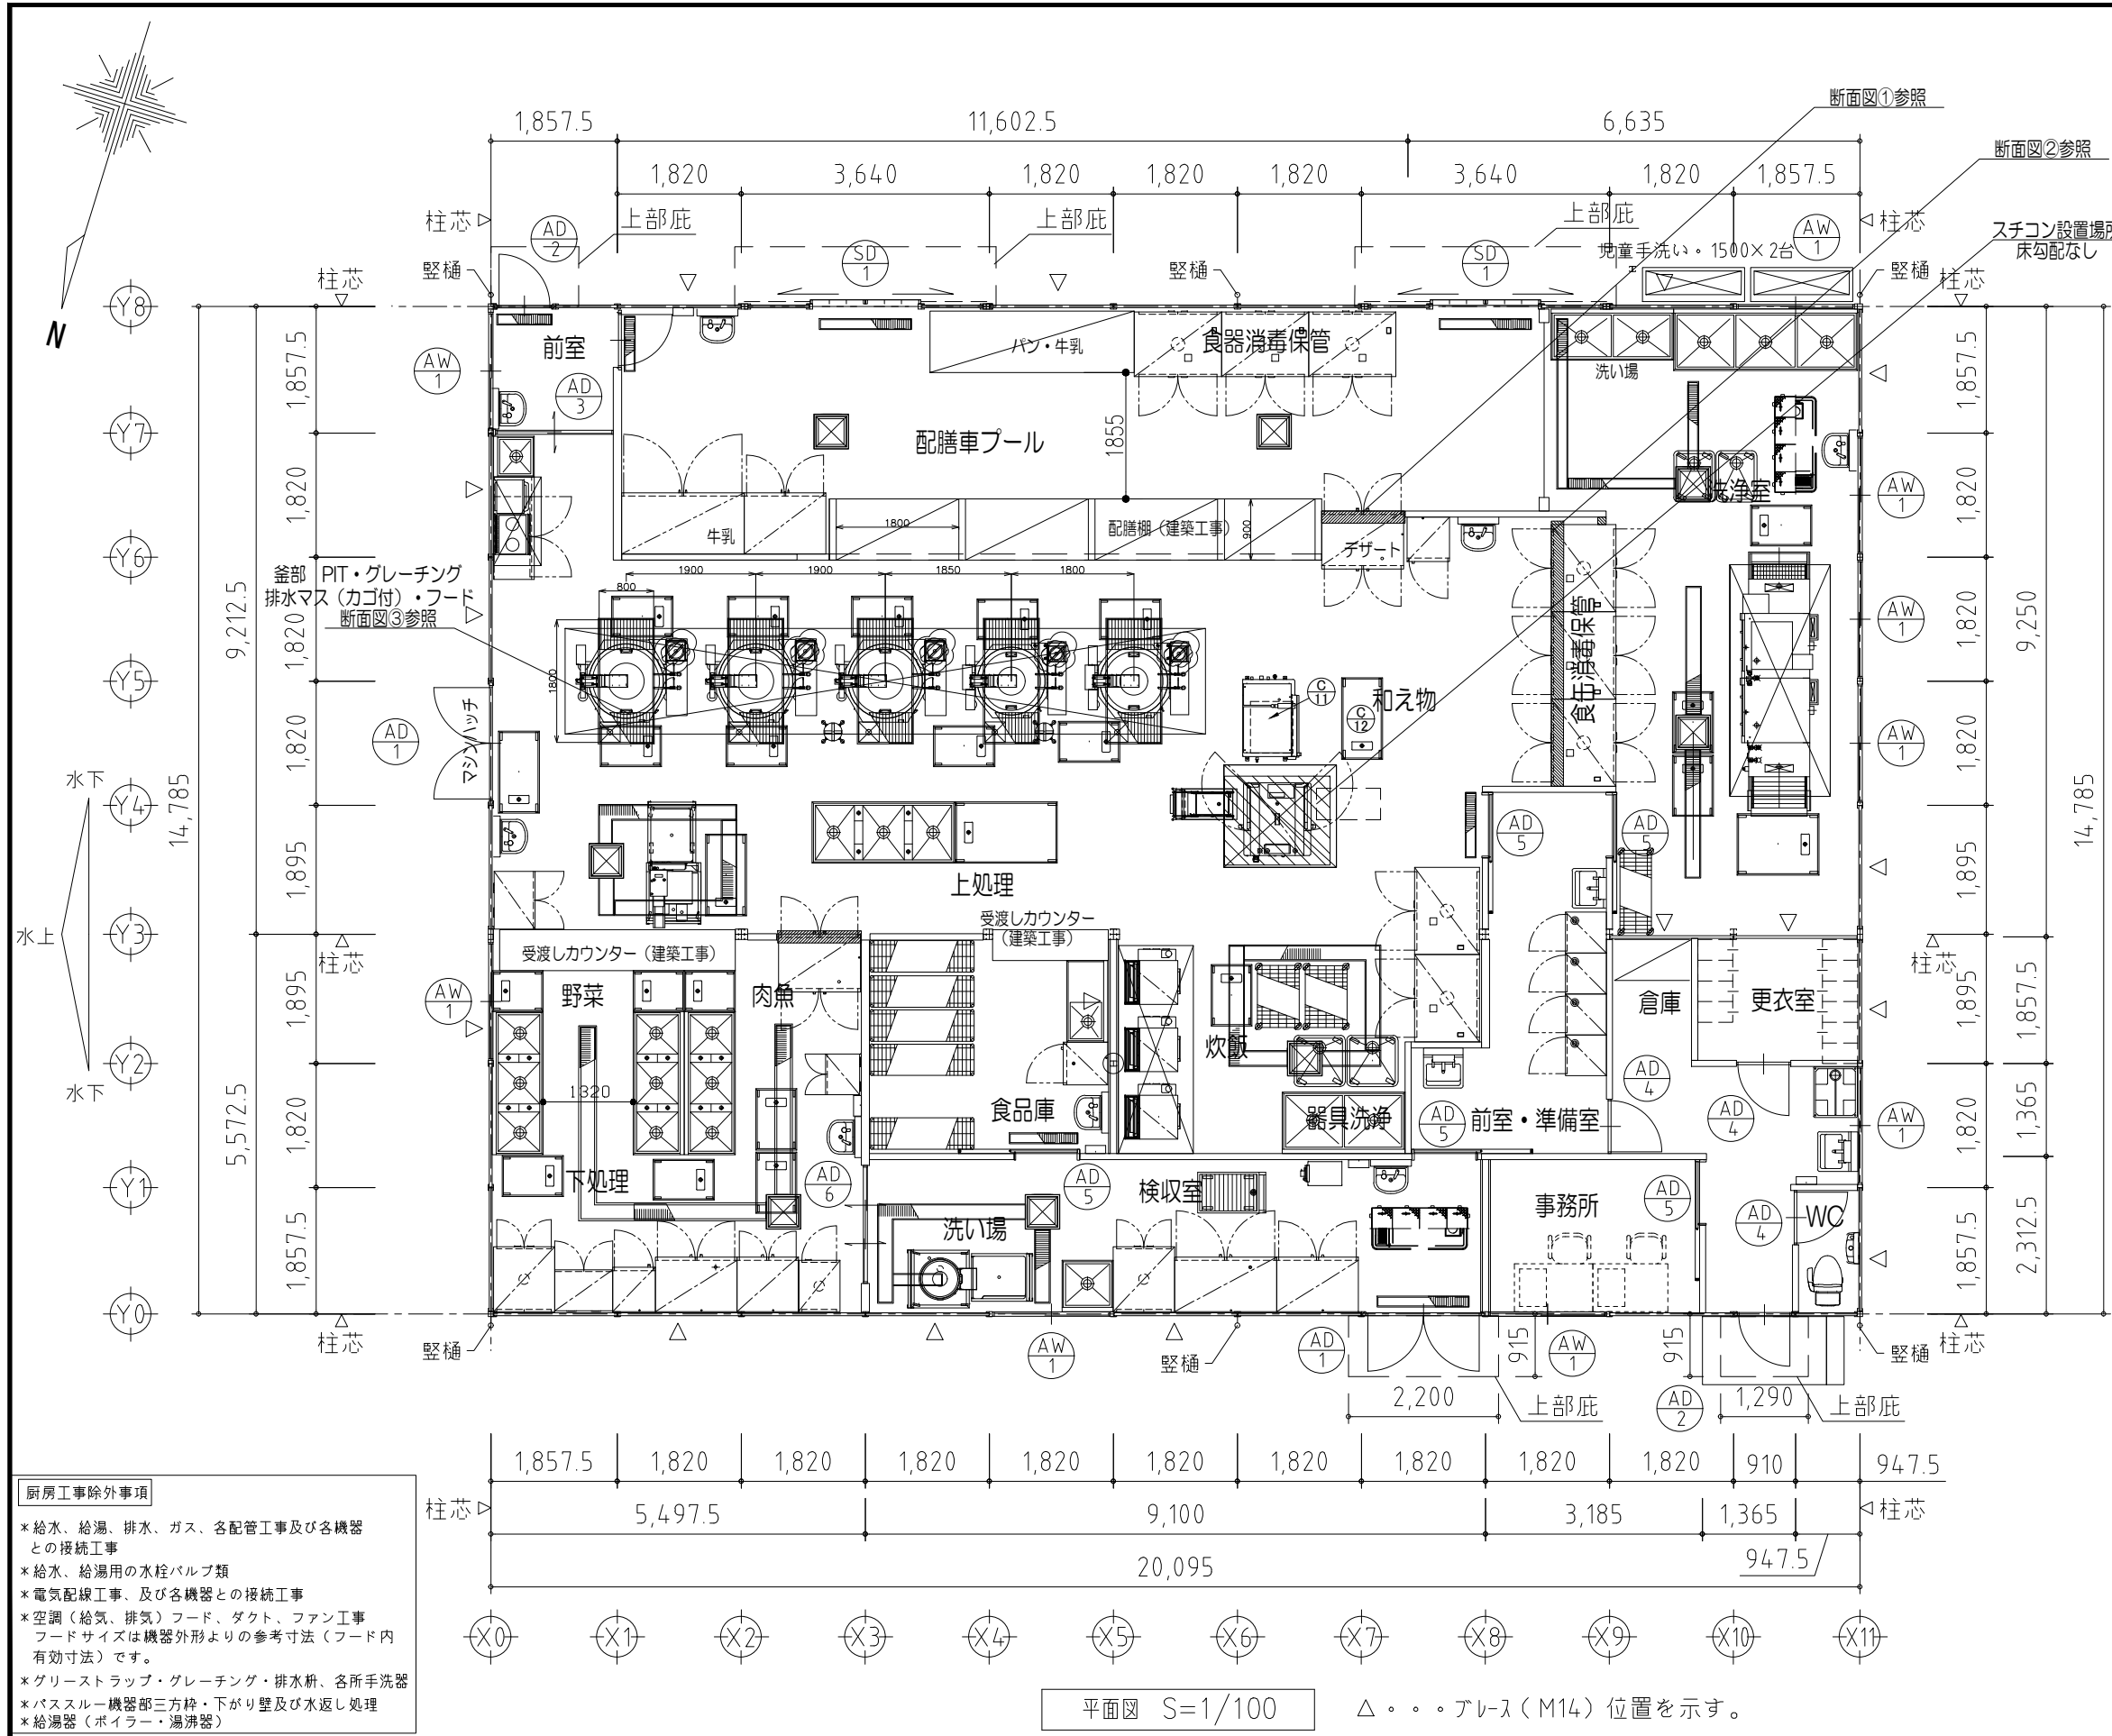 断面図①参照
1,857.5
11,602.5
6,635
断面図②参照
1,820
3,640
1,820
1,820
1,820
3,640
1,820
1,857.5
柱芯
AD
2
上部庇
SD
1
上部庇
SD
1
上部庇
児童手洗い。1500×2台
AW
1
柱芯
スチコン設置場所
床勾配なし
柱芯
竪樋
竪樋
竪樋
柱芯
N
Y8
前室
パン・牛乳
食器消毒保管
洗い場
AW
1
AD
3
1,857.5
1,857.5
Y7
配膳車プール
1855
洗浄室
AW
1
1,820
1,820
牛乳
1800
配膳棚（建築工事）
900
デザート
Y6
釜部 PIT・グレーチング
排水マス（カゴ付）・フード
断面図③参照
1900
1900
1850
1800
800
1800
食缶消毒保管
AW
1
9,212.5
1,820
1,820
9,250
Y5
C
11
C
12
和え物
AD
1
マシンハッチ
AW
1
1,820
1,820
14,785
14,785
水下
水上
水下
Y4
AD
5
AD
5
1,895
1,895
上処理
受渡しカウンター
（建築工事）
Y3
柱芯
受渡しカウンター（建築工事）
柱芯
AW
1
野菜
肉魚
倉庫
更衣室
1,895
1,895
1,857.5
Y2
炊飯
H
AD
4
1820
食品庫
器具洗浄
AD
5
前室・準備室
AD
4
AW
1
5,572.5
1,820
1,820
1,365
Y1
下処理
AD
6
AD
5
検収室
事務所
AD
5
AD
4
WC
洗い場
1,857.5
1,857.5
2,312.5
Y0
柱芯
竪樋
AW
1
竪樋
AD
1
915
AW
1
915
竪樋
柱芯
2,200
上部庇
AD
2
1,290
上部庇
1,857.5
1,820
1,820
1,820
1,820
1,820
1,820
1,820
1,820
1,820
910
947.5
柱芯
5,497.5
9,100
3,185
1,365
柱芯
20,095
947.5
X0
X1
X2
X3
X4
X5
X6
X7
X8
X9
X10
X11
厨房工事除外事項
*給水、給湯、排水、ガス、各配管工事及び各機器
との接続工事
*給水、給湯用の水栓バルブ類
*電気配線工事、及び各機器との接続工事
*空調（給気、排気）フード、ダクト、ファン工事
フードサイズは機器外形よりの参考寸法（フード内
有効寸法）です。
*グリーストラップ・グレーチング・排水枡、各所手洗器
*パススルー機器部三方枠・下がり壁及び水返し処理
*給湯器（ボイラー・湯沸器）
平面図 S=1/100
△・・・ブレース（M14）位置を示す。